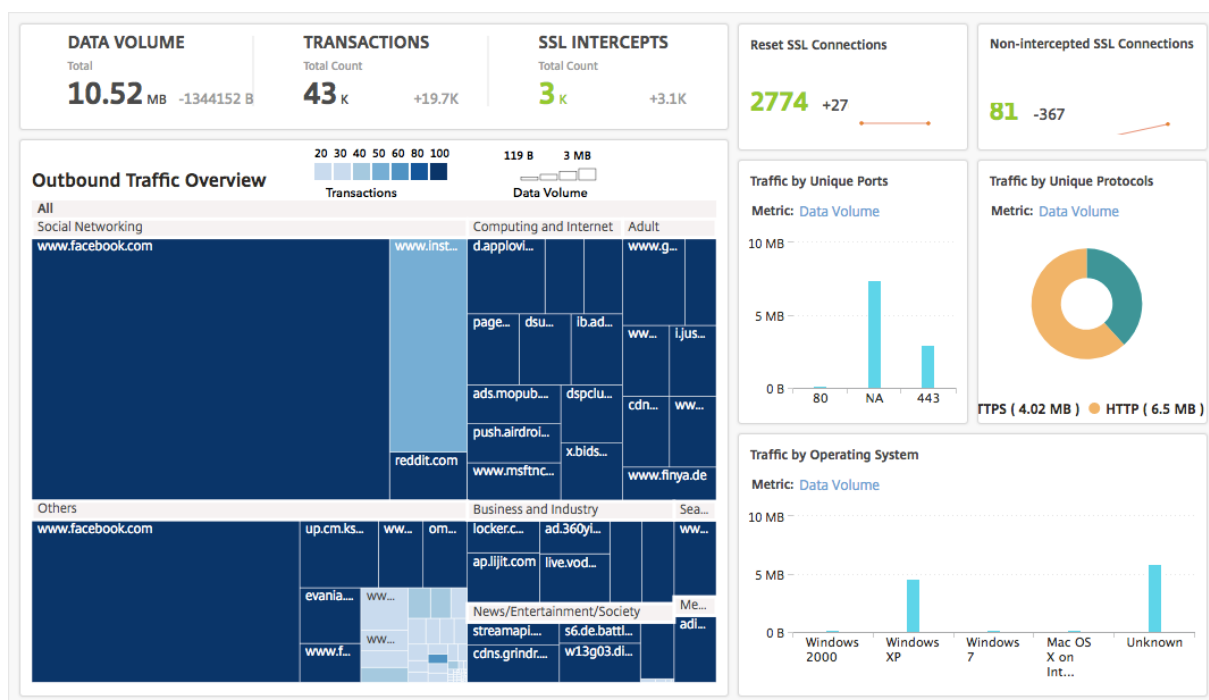 DATA VOLUME
Total
10.52 MB -1344152 B
TRANSACTIONS
Total Count
43 K +19.7K
SSL INTERCEPTS
Total Count
3 K +3.1K
Reset SSL Connections
2774 +27
Non-intercepted SSL Connections
81 -367
Outbound Traffic Overview
20 30 40 50 60 80 100
Transactions
119 B 3 MB
Data Volume
All
Social Networking
www.facebook.com
www.inst...
reddit.com
Computing and Internet
d.applovi...
page...
dsu...
ib.ad...
ads.mopub....
dspclu...
push.airdroi...
x.bids...
www.msftnc...
Adult
www.g...
ww...
i.jus...
cdn...
ww...
www.finya.de
Others
www.facebook.com
up.cm.ks...
ww...
om...
evania....
ww...
ww...
www.f...
Business and Industry
locker.c...
ad.360yi...
ap.lijit.com
live.vod...
Sea...
ww...
News/Entertainment/Society
streamapi....
s6.de.battl...
cdns.grindr....
w13g03.di...
Me...
adi...
Traffic by Unique Ports
Metric: Data Volume
10 MB
5 MB
0 B
80 NA 443
Traffic by Unique Protocols
Metric: Data Volume
TTPS ( 4.02 MB ) HTTP ( 6.5 MB )
Traffic by Operating System
Metric: Data Volume
10 MB
5 MB
0 B
Windows 2000
Windows XP
Windows 7
Mac OS X on Int...
Unknown